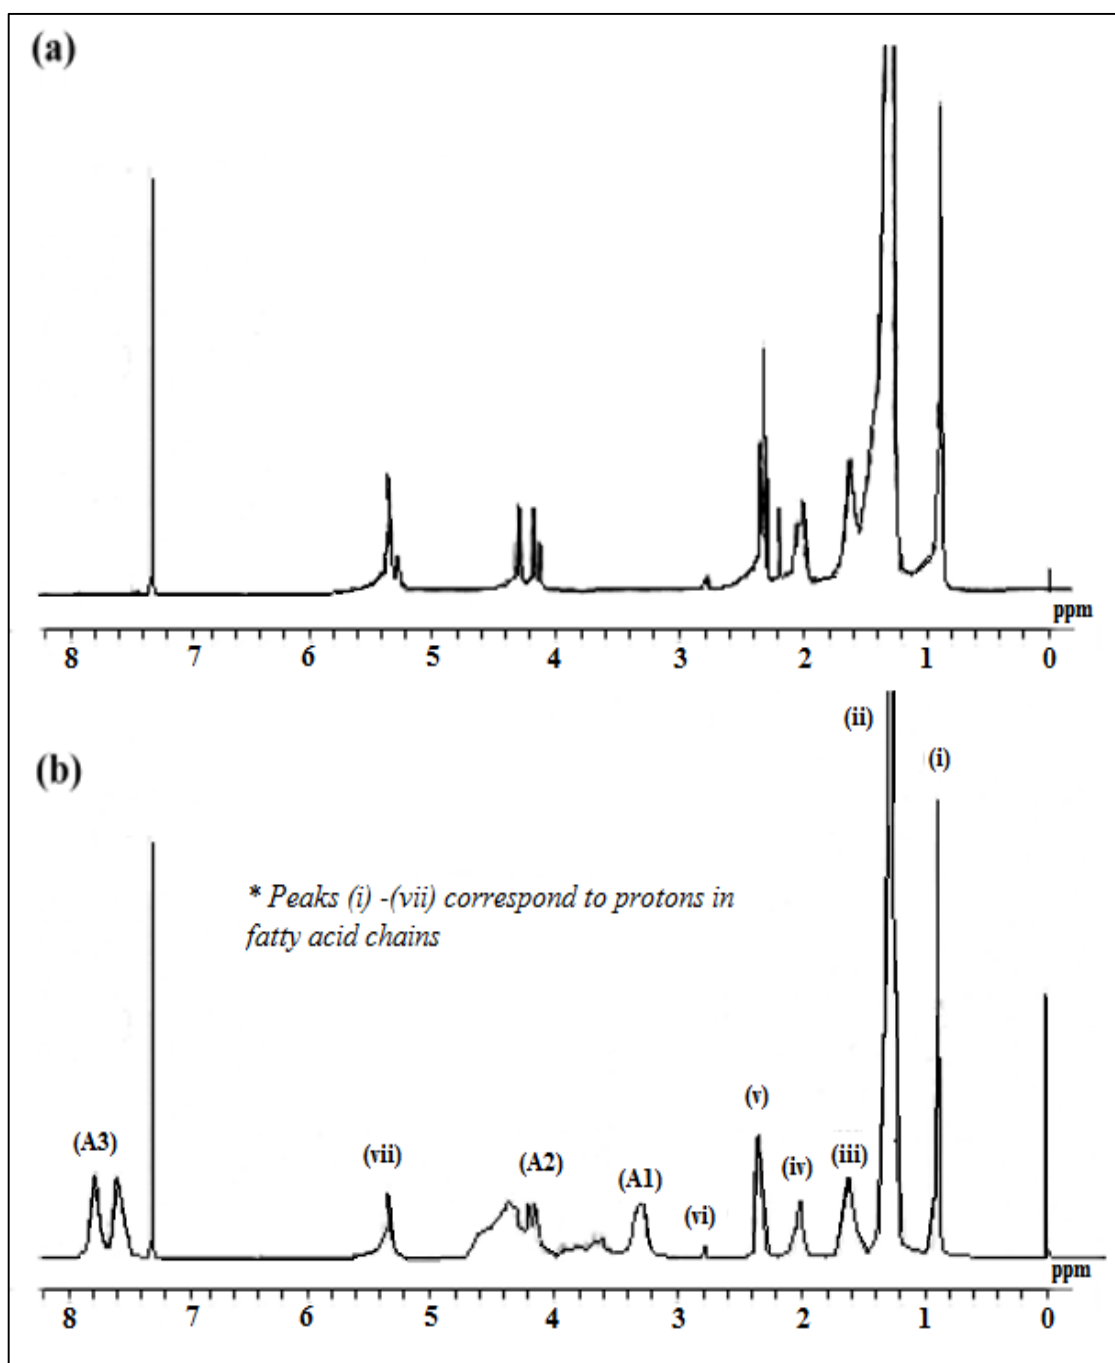 (a)
ppm
8 7 6 5 4 3 2 1 0
(ii)
(i)
(b)
* Peaks (i) -(vii) correspond to protons in
fatty acid chains
(v)
(A3)
(vii)
(A2)
(A1)
(vi)
(iv)
(iii)
ppm
8 7 6 5 4 3 2 1 0